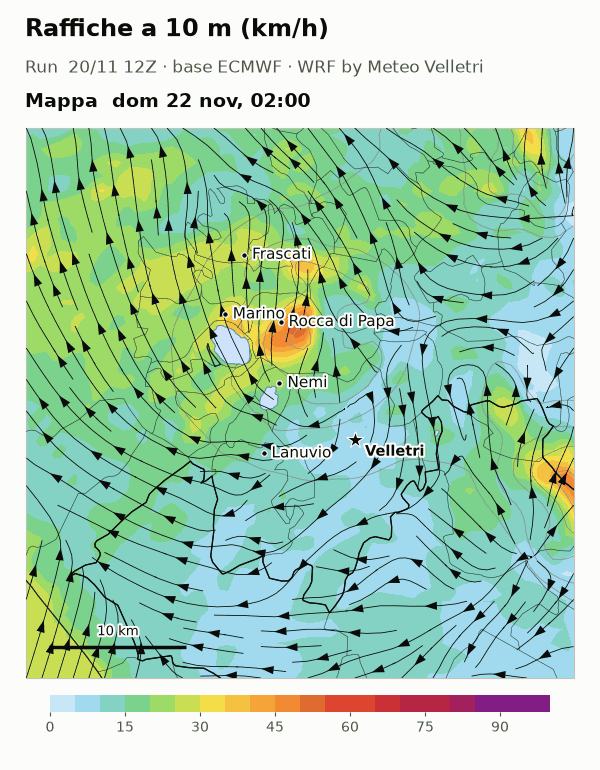 Raffiche a 10 m (km/h)
Run  20/11 12Z · base ECMWF · WRF by Meteo Velletri
Mappa  dom 22 nov, 02:00
Frascati
Marino
Rocca di Papa
Nemi
Velletri
Lanuvio
10 km
0 15 30 45 60 75 90